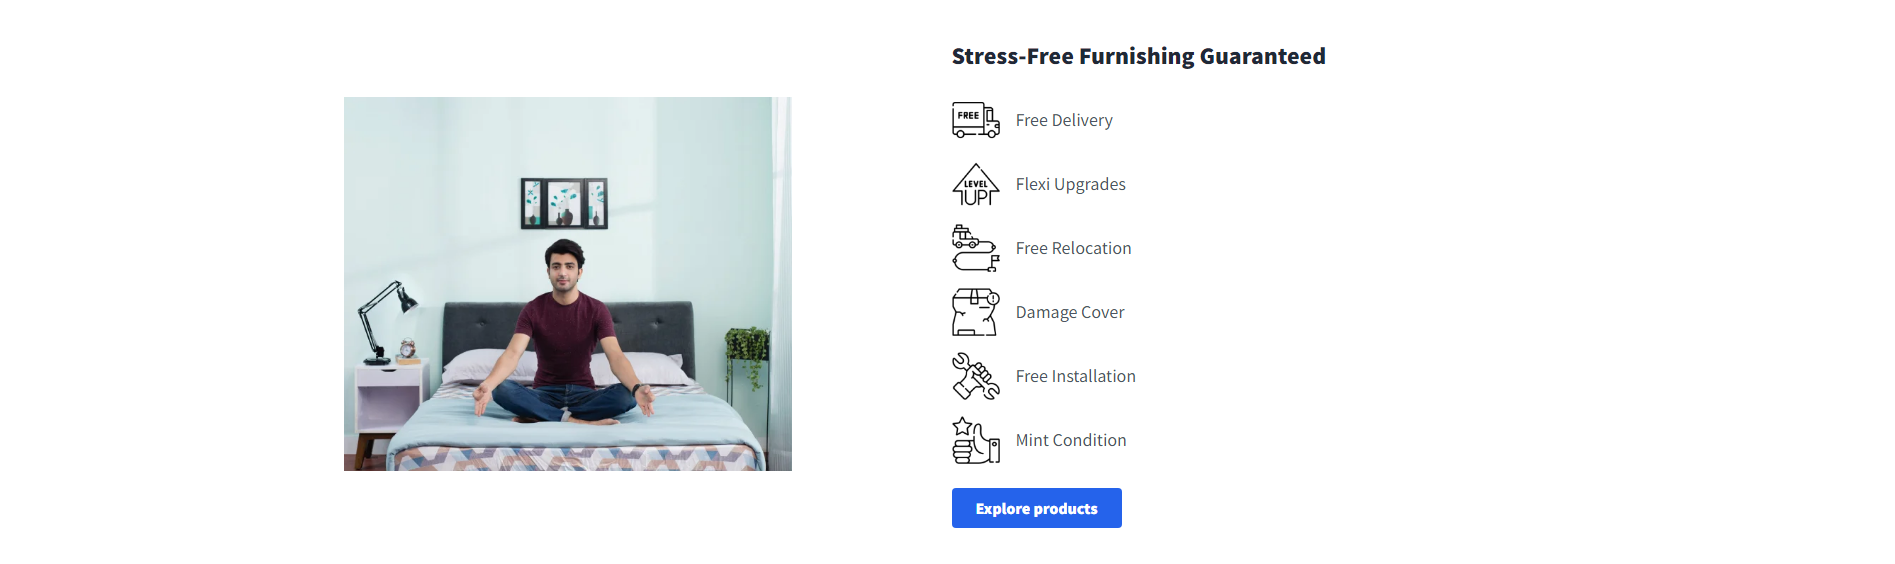 Stress-Free Furnishing Guaranteed
FREE
Free Delivery
LEVEL
UP
Flexi Upgrades
Free Relocation
Damage Cover
Free Installation
Mint Condition
Explore products